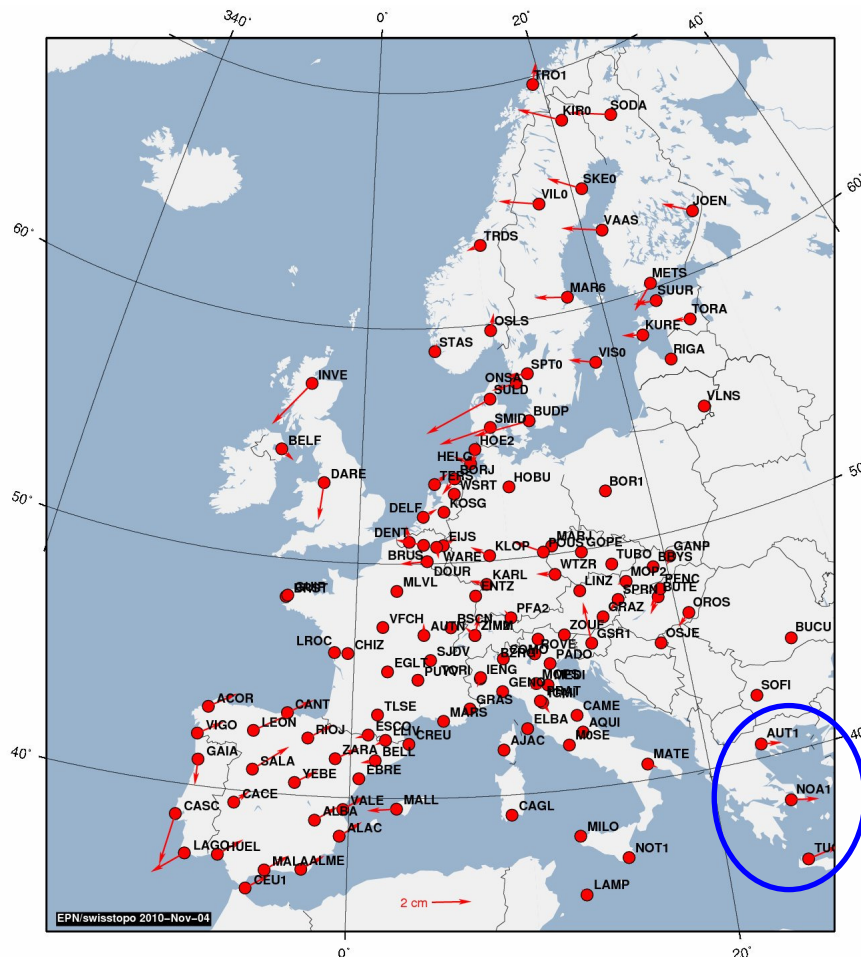 340°
0°
20°
40°
TRO1
KIR0
SODA
60°
SKE0
VIL0
JOEN
VAAS
60°
TRDS
METS
MAR6
SUUR
TORA
OSLS
KURE
STAS
RIGA
VIS0
SPT0
ONSA
INVE
SULD
VLNS
BUDP
SMID
BELF
HOE2
HELG
BORJ
50°
DARE
TERS
WSRT
HOBU
BOR1
50°
KOSG
DELF
DENT
EIJS
MARJ
GANP
KLOP
GOPE
BRUS
WARE
TUBO
BBYS
DOUR
WTZR
MOP2
PENC
KARL
LINZ
BUTE
MLVL
ENTZ
SPRN
OROS
PFA2
GRAZ
VFCH
AUTN
BSCN
ZIMM
ZOUF
BUCU
GSR1
OSJE
LROC
CHIZ
ROVE
SJDV
PADO
EGLT
IENG
SOFI
GENO
ACOR
CANT
TLSE
GRAS
CAME
VIGO
LEON
MARS
ELBA
AQUI
AUT1
RIOJ
ESCO
LLIV
CREU
AJAC
M0SE
40°
GAIA
ZARA
BELL
MATE
40°
SALA
EBRE
YEBE
NOA1
CACE
VALE
MALL
CASC
ALBA
CAGL
ALAC
MILO
LAGO
HUEL
NOT1
MALA
ALME
CEU1
LAMP
2 cm
EPN/swisstopo 2010-Nov-04
0°
20°